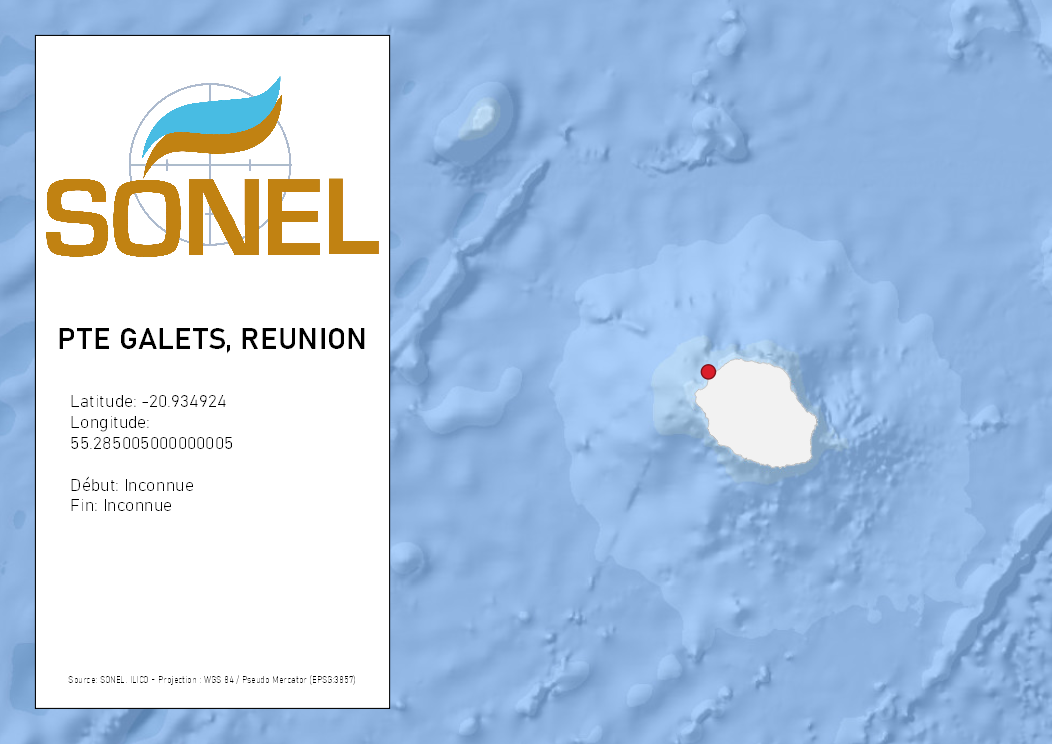 SONEL
PTE GALETS, REUNION
Latitude: -20.934924
Longitude:
55.285005000000005
Début: Inconnue
Fin: Inconnue
Source: SONEL, ILICO - Projection : WGS 84 / Pseudo Mercator (EPSG:3857)